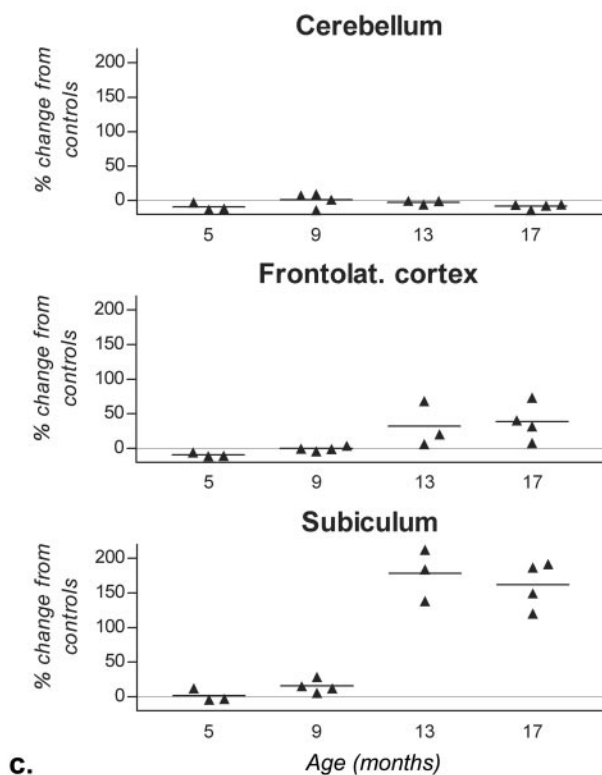 Cerebellum
% change from
controls
200
150
100
50
0
5 9 13 17
Frontolat. cortex
% change from
controls
200
150
100
50
0
5 9 13 17
Subiculum
% change from
controls
200
150
100
50
0
5 9 13 17
c. Age (months)